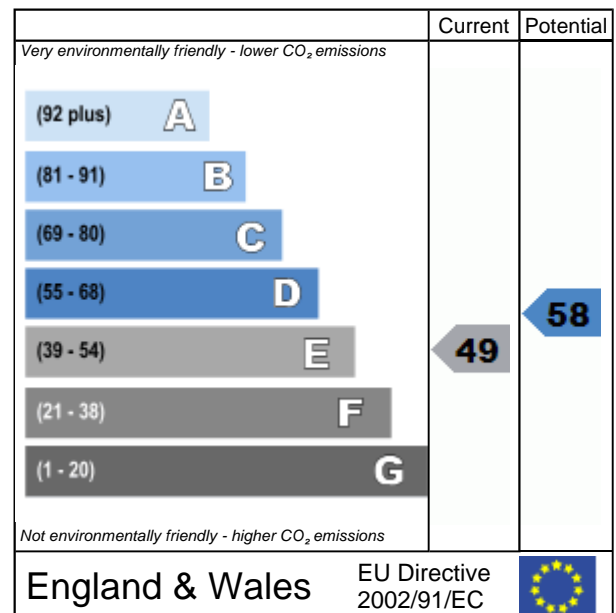 Current Potential
Very environmentally friendly - lower CO₂ emissions
(92 plus) A
(81 - 91) B
(69 - 80) C
(55 - 68) D
58
(39 - 54) E
49
(21 - 38) F
(1 - 20) G
Not environmentally friendly - higher CO₂ emissions
England & Wales
EU Directive
2002/91/EC